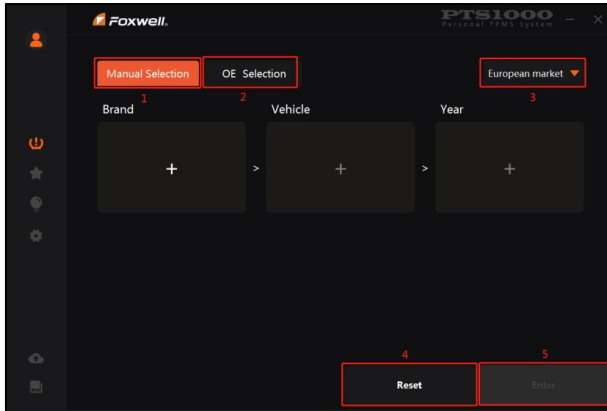 Foxwell.
PTS1000
Personal TPMS System
Manual Selection
OE Selection
European market
1
2
3
Brand
Vehicle
Year
+ > + > +
4
5
Reset
Enter